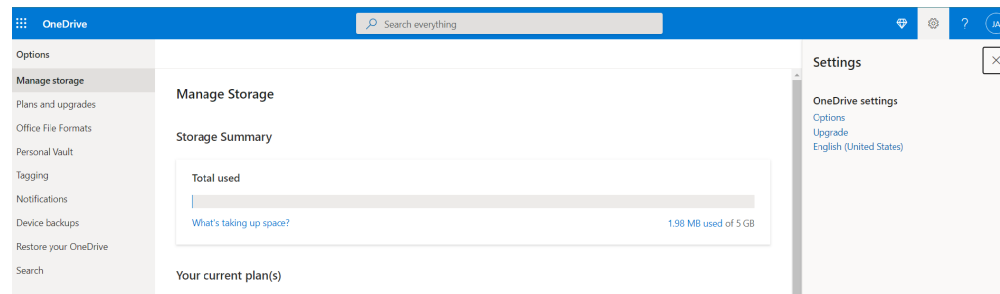 OneDrive
Search everything
?
JA
Options
Manage storage
Plans and upgrades
Office File Formats
Personal Vault
Tagging
Notifications
Device backups
Restore your OneDrive
Search
Manage Storage
Storage Summary
Total used
What's taking up space?
1.98 MB used of 5 GB
Your current plan(s)
Settings
OneDrive settings
Options
Upgrade
English (United States)